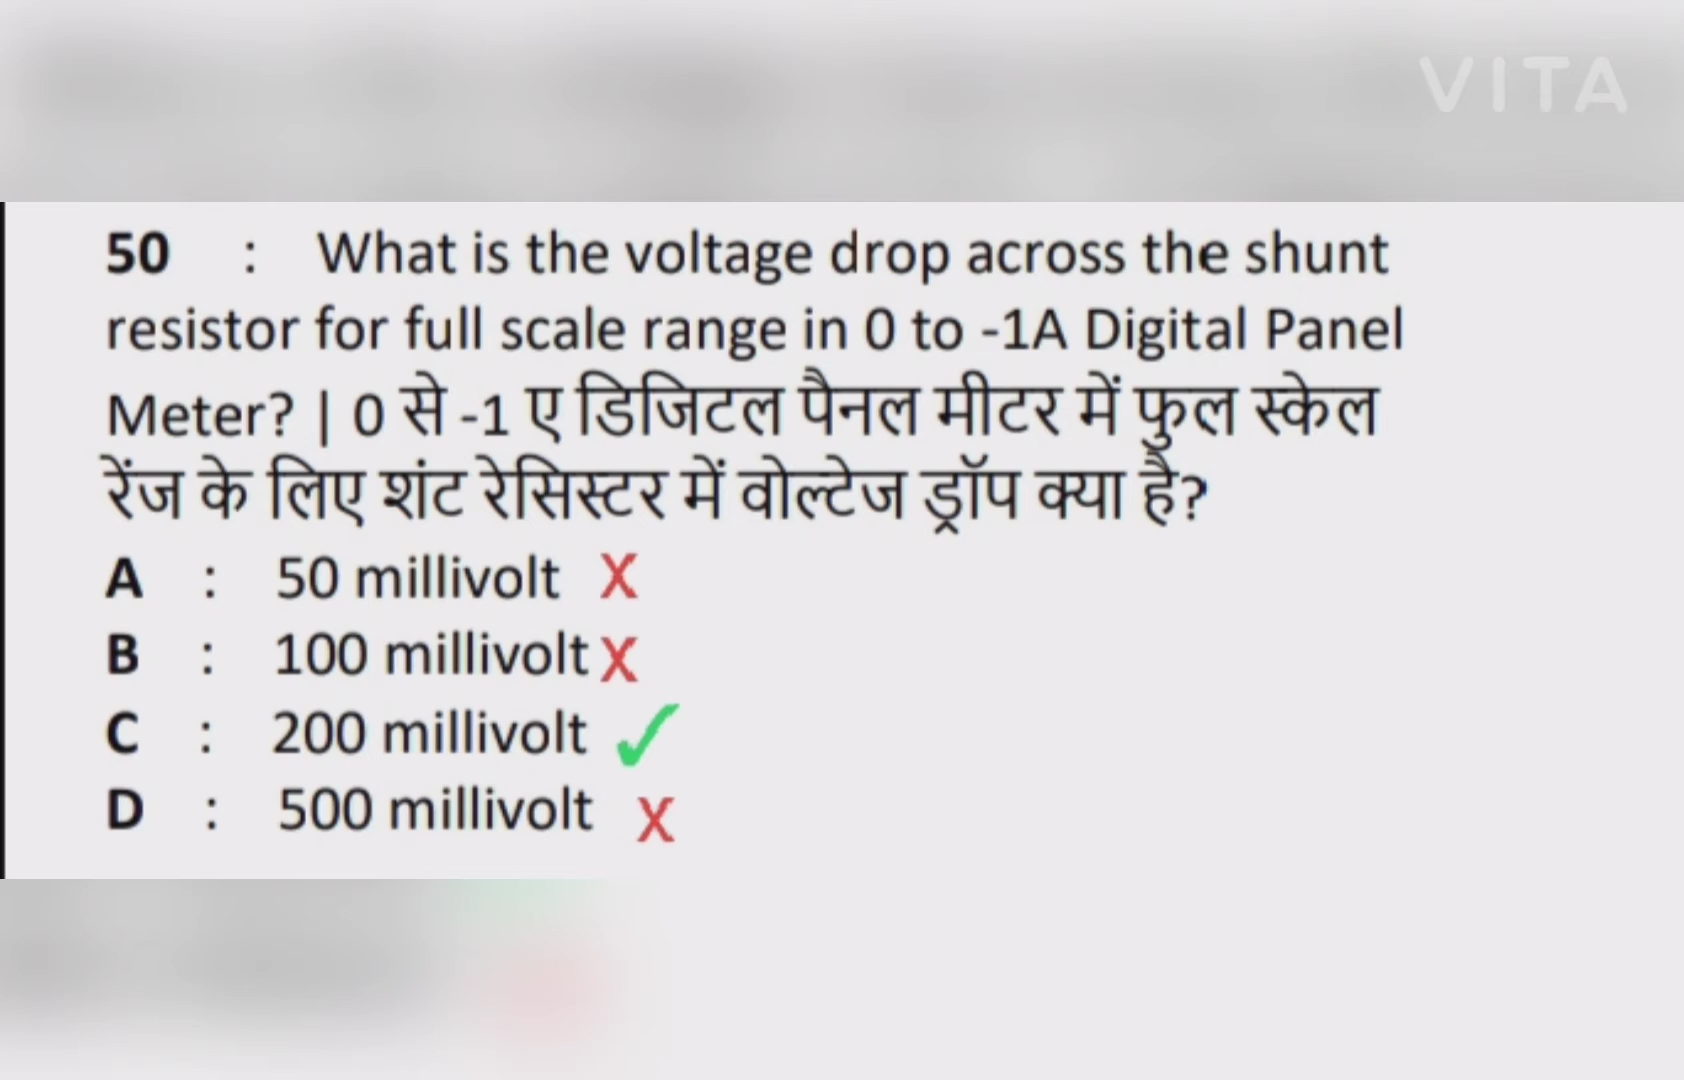 VITA
50 : What is the voltage drop across the shunt
resistor for full scale range in 0 to -1A Digital Panel
Meter? | 0 से -1 ए डिजिटल पैनल मीटर में फुल स्केल
रेंज के लिए शंट रेसिस्टर में वोल्टेज ड्रॉप क्या है?
A : 50 millivolt X
B : 100 millivolt X
C : 200 millivolt ✓
D : 500 millivolt X